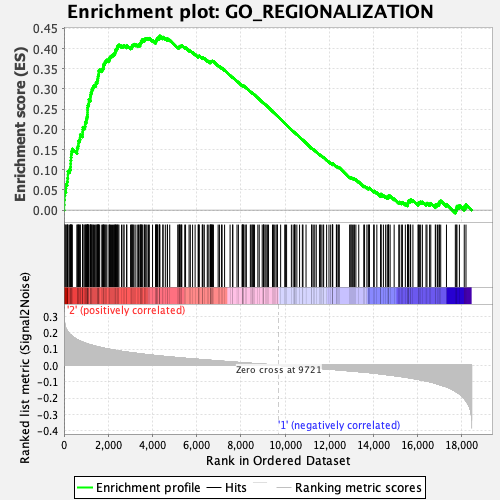 Enrichment plot: GO_REGIONALIZATION
Enrichment score (ES)
0.45
0.40
0.35
0.30
0.25
0.20
0.15
0.10
0.05
0.00
Ranked list metric (Signal2Noise)
'2' (positively correlated)
0.3
0.2
0.1
0.0
-0.1
-0.2
-0.3
-0.4
Zero cross at 9721
'1' (negatively correlated)
0
2,000
4,000
6,000
8,000
10,000
12,000
14,000
16,000
18,000
Rank in Ordered Dataset
Enrichment profile
Hits
Ranking metric scores